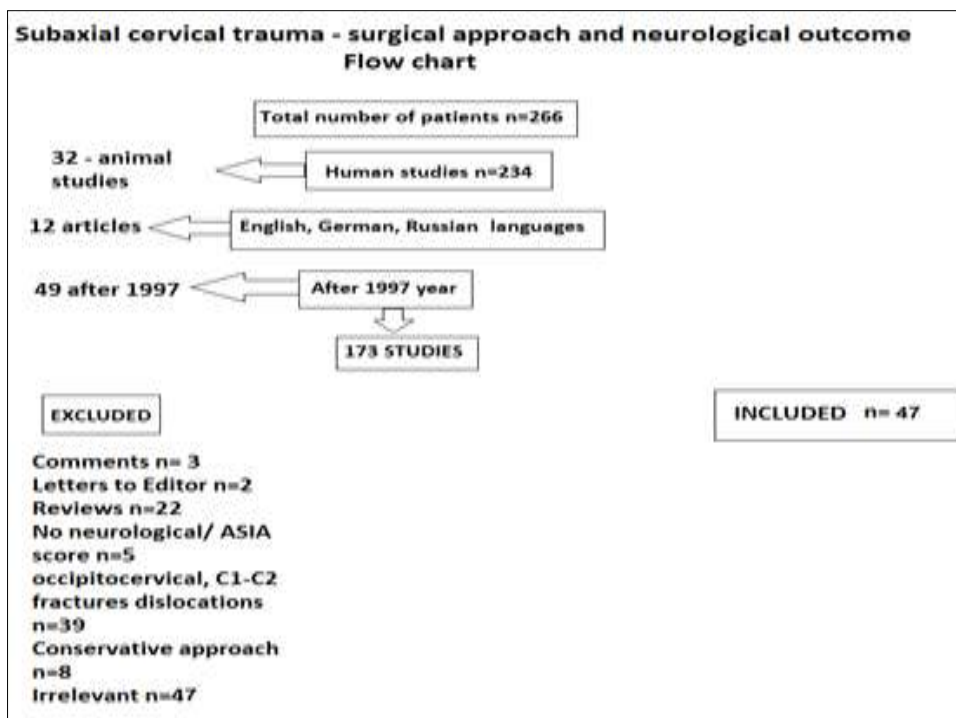 Subaxial cervical trauma - surgical approach and neurological outcome
Flow chart
Total number of patients n=266
32 - animal
studies
Human studies n=234
12 articles
English, German, Russian languages
49 after 1997
After 1997 year
173 STUDIES
EXCLUDED
INCLUDED n= 47
Comments n= 3
Letters to Editor n=2
Reviews n=22
No neurological/ ASIA
score n=5
occipitocervical, C1-C2
fractures dislocations
n=39
Conservative approach
n=8
Irrelevant n=47